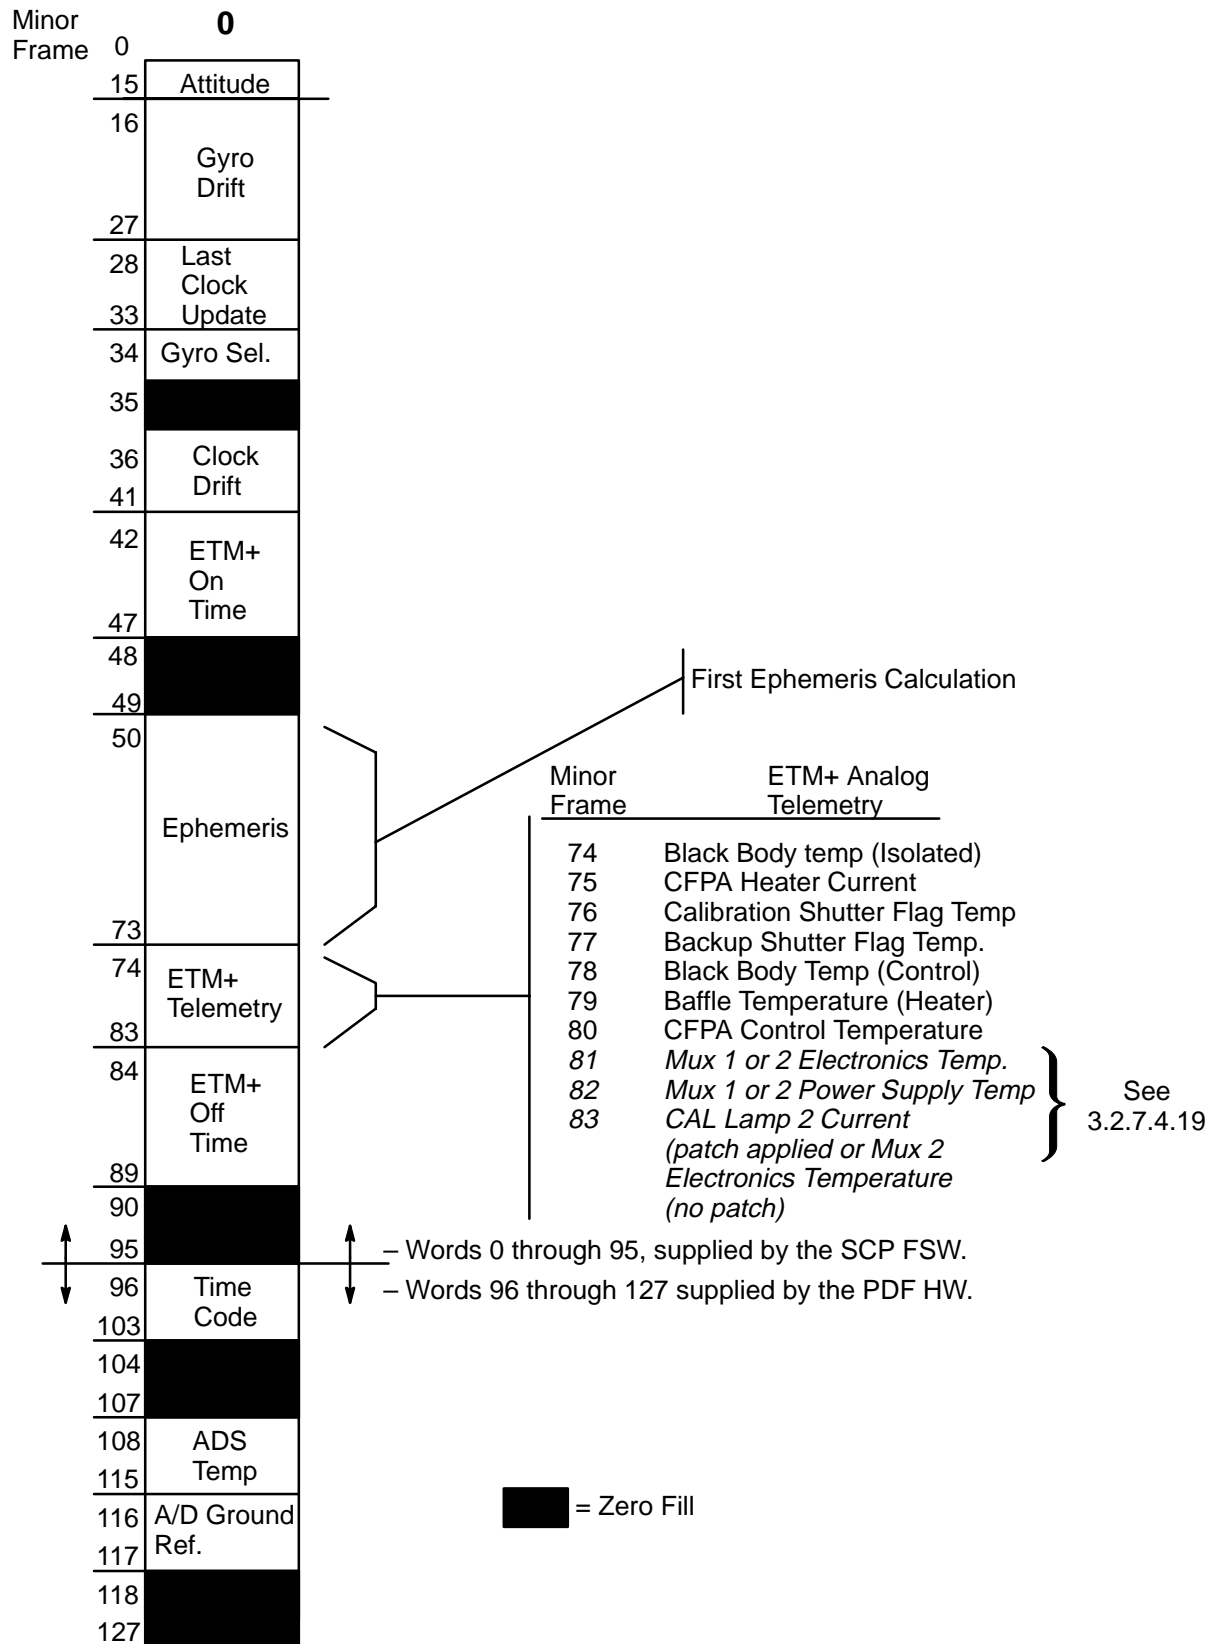 Minor
Frame
0
0
15 Attitude
16
Gyro
Drift
27
28 Last
Clock
33 Update
34 Gyro Sel.
35
36 Clock
41 Drift
42
ETM+
On
Time
47
48
49
First Ephemeris Calculation
50
Ephemeris
73
74
ETM+
Telemetry
83
84
ETM+
Off
Time
89
90
95
Minor
Frame
ETM+ Analog
Telemetry
74 Black Body temp (Isolated)
75 CFPA Heater Current
76 Calibration Shutter Flag Temp
77 Backup Shutter Flag Temp.
78 Black Body Temp (Control)
79 Baffle Temperature (Heater)
80 CFPA Control Temperature
81 Mux 1 or 2 Electronics Temp.
82 Mux 1 or 2 Power Supply Temp
83 CAL Lamp 2 Current
(patch applied or Mux 2
Electronics Temperature
(no patch)
See
3.2.7.4.19
– Words 0 through 95, supplied by the SCP FSW.
– Words 96 through 127 supplied by the PDF HW.
96 Time
Code
103
104
107
108 ADS
Temp
115
116 A/D Ground
Ref.
117
118
127
= Zero Fill